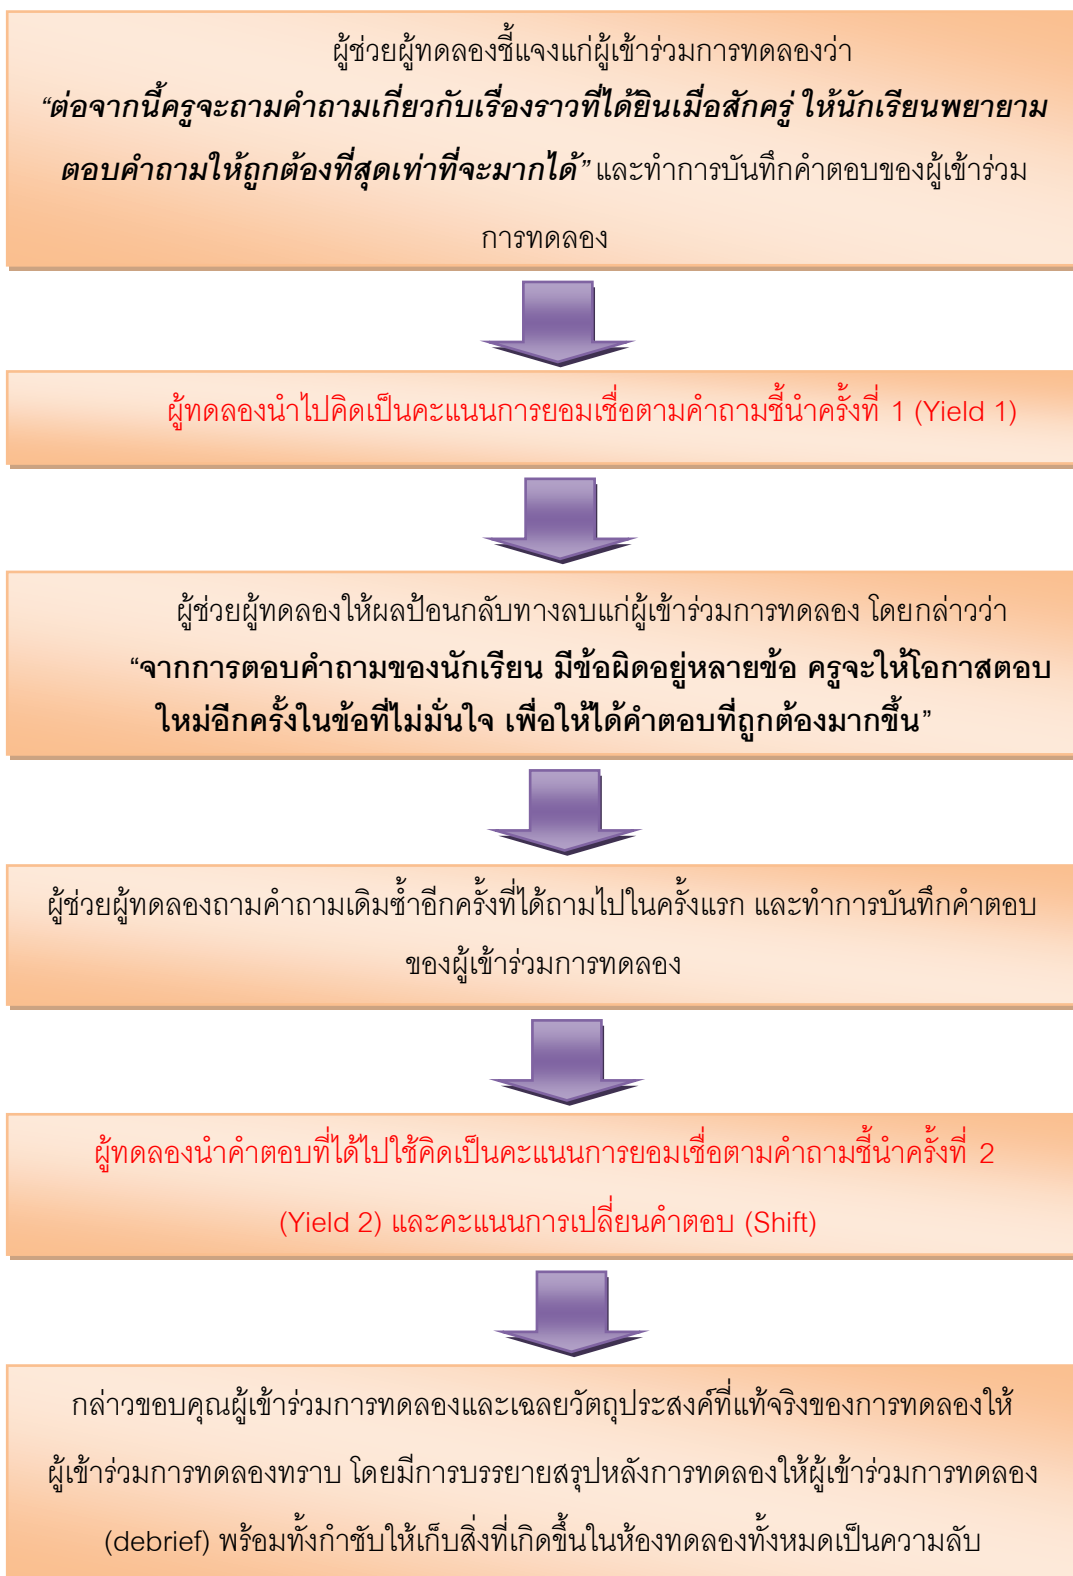 ผู้ช่วยผู้ทดลองชี้แจงแก่ผู้เข้าร่วมการทดลองว่า
“ต่อจากนี้ครูจะถามคำถามเกี่ยวกับเรื่องราวที่ได้ยินเมื่อสักครู่ ให้นักเรียนพยายาม
ตอบคำถามให้ถูกต้องที่สุดเท่าที่จะมากได้” และทำการบันทึกคำตอบของผู้เข้าร่วม
การทดลอง
ผู้ทดลองนำไปคิดเป็นคะแนนการยอมเชื่อตามคำถามชี้นำครั้งที่ 1 (Yield 1)
ผู้ช่วยผู้ทดลองให้ผลป้อนกลับทางลบแก่ผู้เข้าร่วมการทดลอง โดยกล่าวว่า
“จากการตอบคำถามของนักเรียน มีข้อผิดอยู่หลายข้อ ครูจะให้โอกาสตอบ
ใหม่อีกครั้งในข้อที่ไม่มั่นใจ เพื่อให้ได้คำตอบที่ถูกต้องมากขึ้น”
ผู้ช่วยผู้ทดลองถามคำถามเดิมซ้ำอีกครั้งที่ได้ถามไปในครั้งแรก และทำการบันทึกคำตอบ
ของผู้เข้าร่วมการทดลอง
ผู้ทดลองนำคำตอบที่ได้ไปใช้คิดเป็นคะแนนการยอมเชื่อตามคำถามชี้นำครั้งที่ 2
(Yield 2) และคะแนนการเปลี่ยนคำตอบ (Shift)
กล่าวขอบคุณผู้เข้าร่วมการทดลองและเฉลยวัตถุประสงค์ที่แท้จริงของการทดลองให้
ผู้เข้าร่วมการทดลองทราบ โดยมีการบรรยายสรุปหลังการทดลองให้ผู้เข้าร่วมการทดลอง
(debrief) พร้อมทั้งกำชับให้เก็บสิ่งที่เกิดขึ้นในห้องทดลองทั้งหมดเป็นความลับ